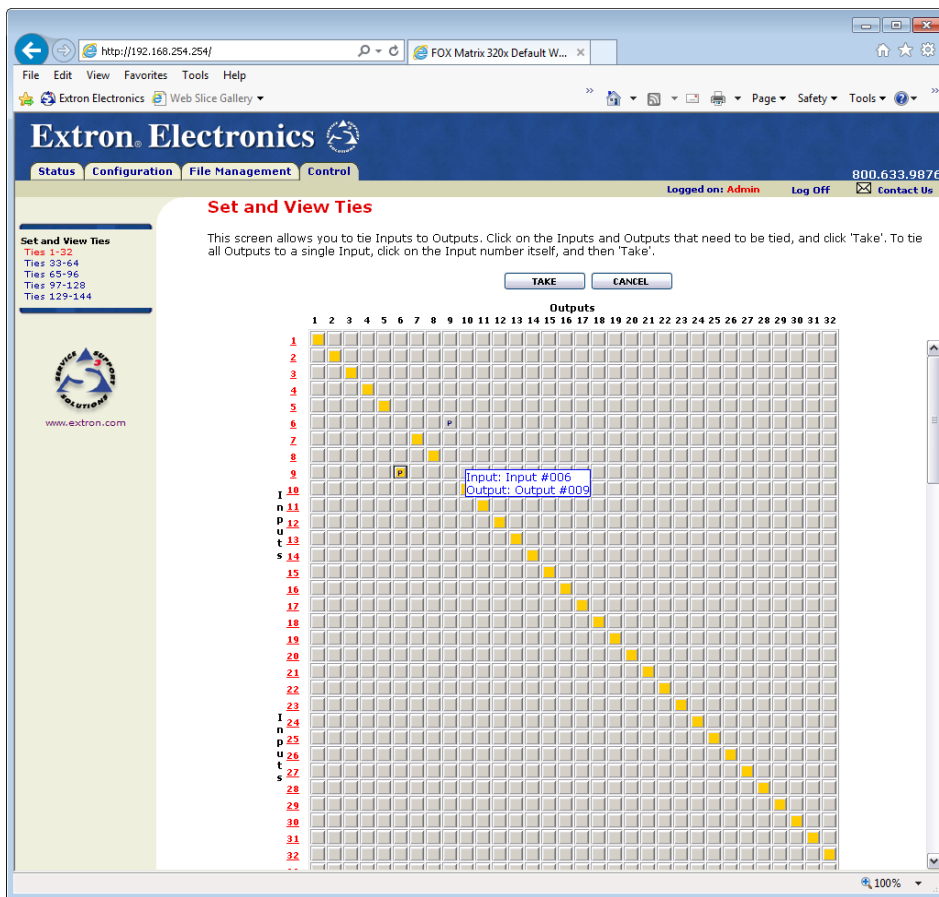 http://192.168.254.254/
FOX Matrix 320x Default W...
File Edit View Favorites Tools Help
Extron Electronics Web Slice Gallery
» Page Safety Tools »
Extron® Electronics
SERVICE SUPPORT SOLUTIONS
Status Configuration File Management Control
800.633.9876
Logged on: Admin Log Off Contact Us
Set and View Ties
Ties 1-32
Ties 33-64
Ties 65-96
Ties 97-128
Ties 129-144
SERVICE SUPPORT SOLUTIONS
S3
www.extron.com
Set and View Ties
This screen allows you to tie Inputs to Outputs. Click on the Inputs and Outputs that need to be tied, and click 'Take'. To tie
all Outputs to a single Input, click on the Input number itself, and then 'Take'.
TAKE CANCEL
Outputs
1 2 3 4 5 6 7 8 9 10 11 12 13 14 15 16 17 18 19 20 21 22 23 24 25 26 27 28 29 30 31 32
1
2
3
4
5
6 P
7
8
9 P
Input: Input #006
Output: Output #009
10
11
12
13
14
15
16
17
18
19
20
21
22
23
24
25
26
27
28
29
30
31
32
Inputs
Inputs
100%